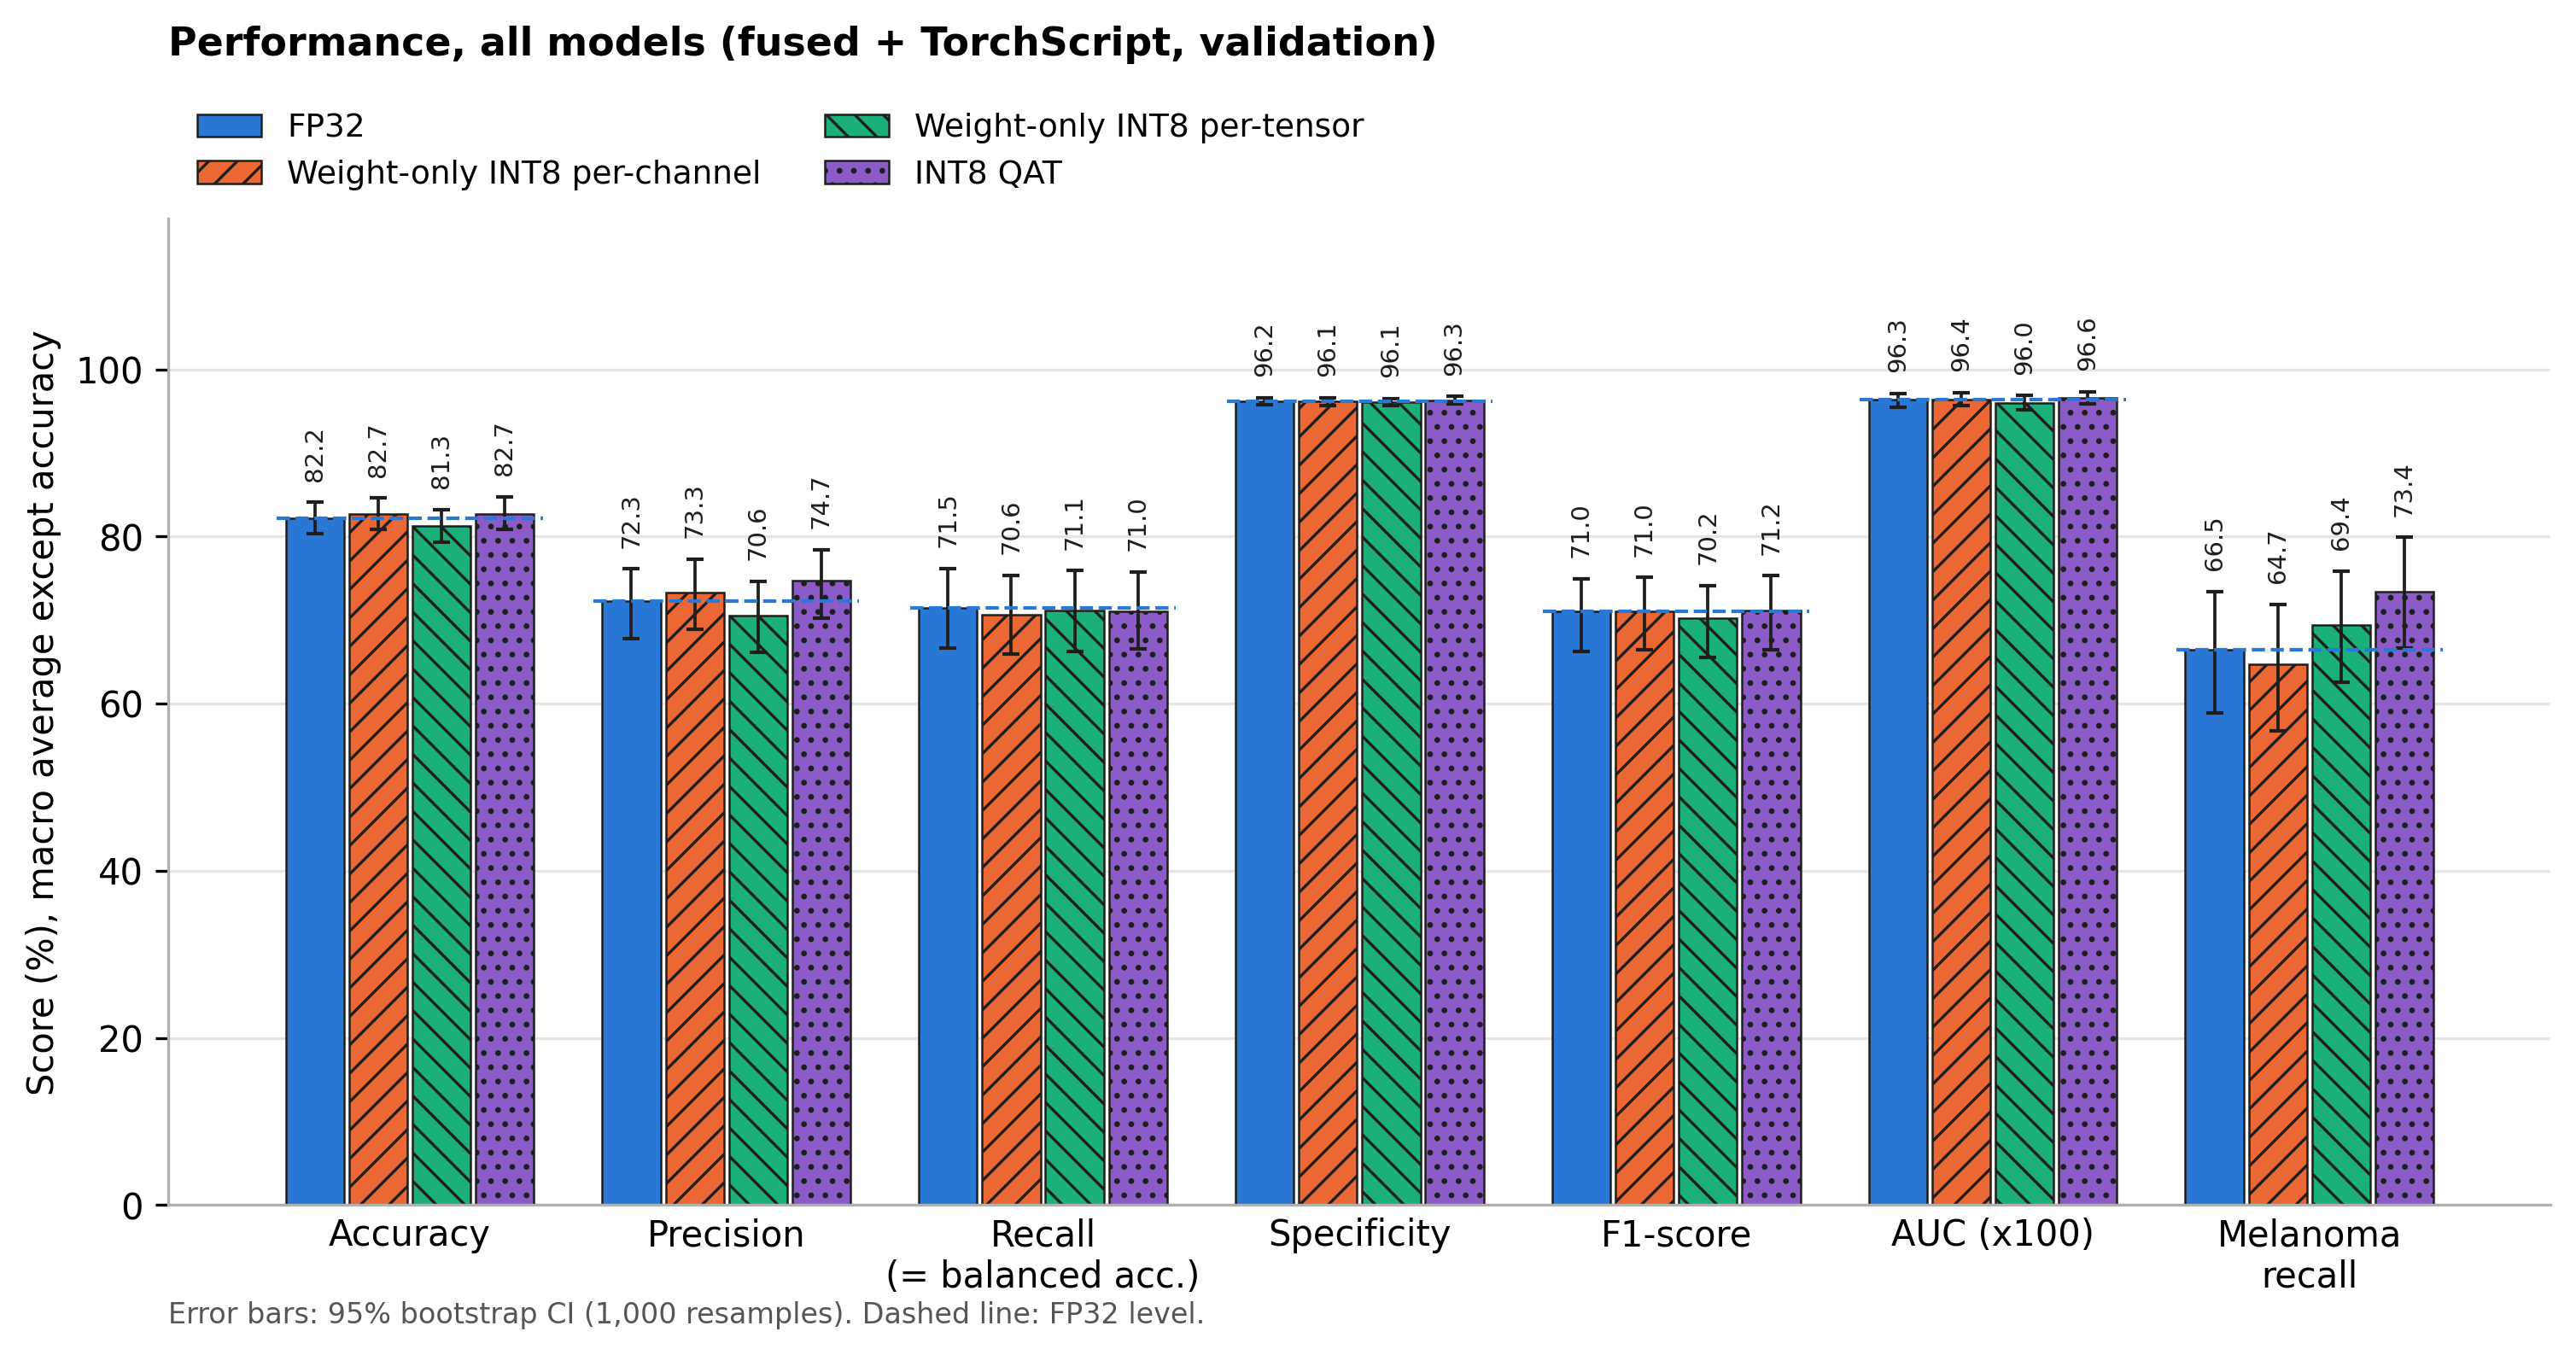 Performance, all models (fused + TorchScript, validation)
FP32
Weight-only INT8 per-channel
Weight-only INT8 per-tensor
INT8 QAT
Score (%), macro average except accuracy
100
80
60
40
20
0
82.2
82.7
81.3
82.7
72.3
73.3
70.6
74.7
71.5
70.6
71.1
71.0
96.2
96.1
96.1
96.3
71.0
71.0
70.2
71.2
96.3
96.4
96.0
96.6
66.5
64.7
69.4
73.4
Accuracy
Precision
Recall
(= balanced acc.)
Specificity
F1-score
AUC (x100)
Melanoma
recall
Error bars: 95% bootstrap CI (1,000 resamples). Dashed line: FP32 level.